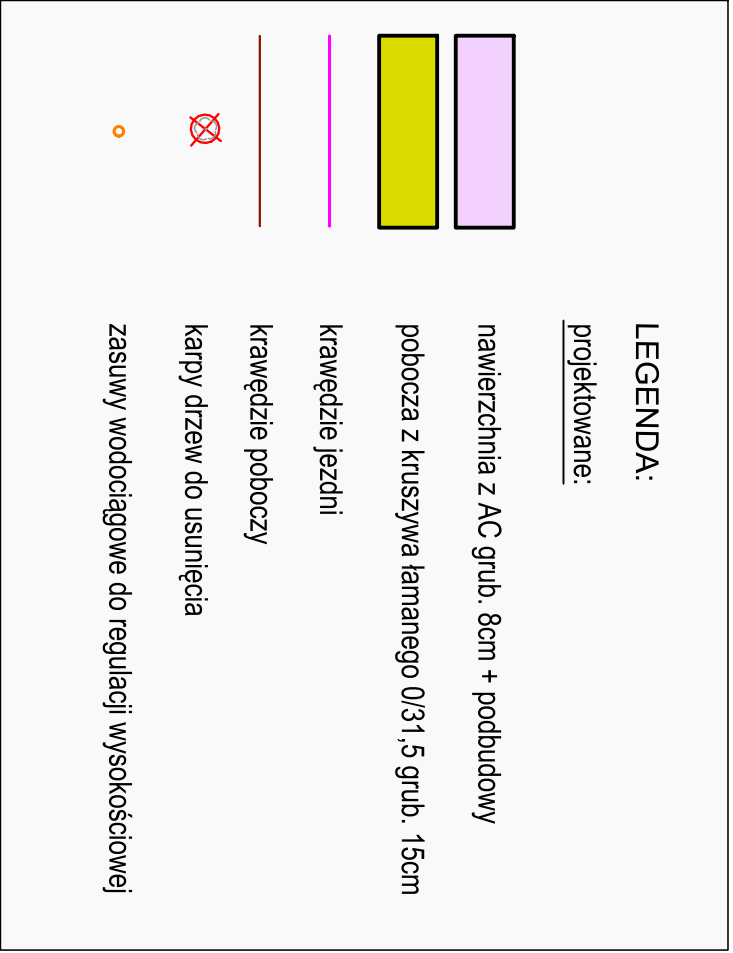 LEGENDA:
projektowane:
nawierzchnia z AC grub. 8cm + podbudowy
pobocza z kruszywa łamanego 0/31,5 grub. 15cm
krawędzie jezdni
krawędzie poboczy
karpy drzew do usunięcia
zasuwy wodociągowe do regulacji wysokościowej